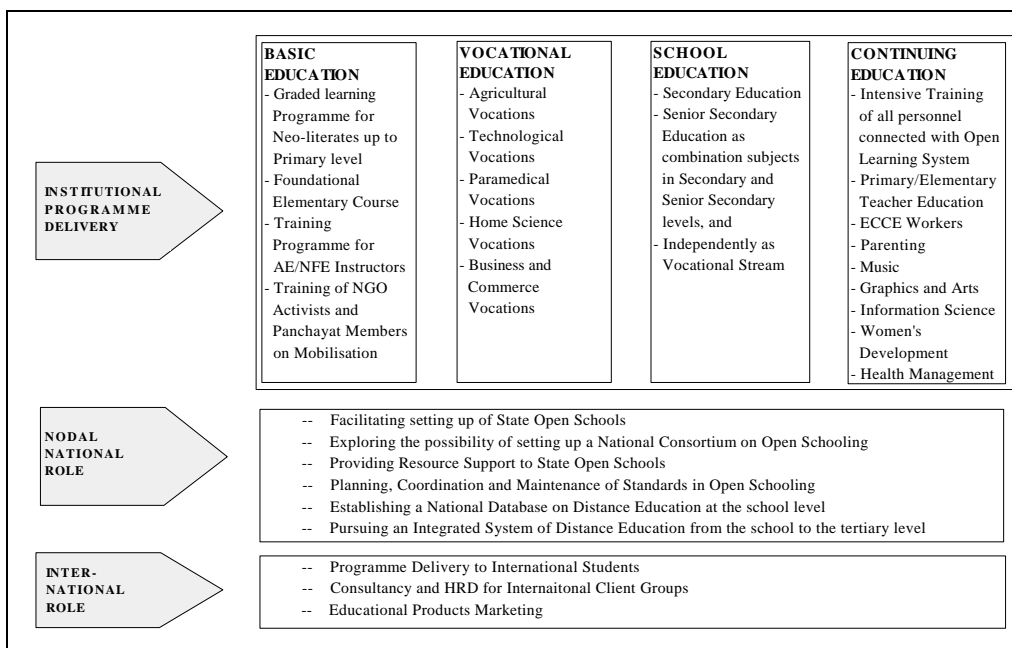 INSTITUTIONAL
PROGRAMME
DELIVERY
BASIC
EDUCATION
- Graded learning
Programme for
Neo-literates up to
Primary level
- Foundational
Elementary Course
- Training
Programme for
AE/NFE Instructors
- Training of NGO
Activists and
Panchayat Members
on Mobilisation
VOCATIONAL
EDUCATION
- Agricultural
Vocations
- Technological
Vocations
- Paramedical
Vocations
- Home Science
Vocations
- Business and
Commerce
Vocations
SCHOOL
EDUCATION
- Secondary Education
- Senior Secondary
Education as
combination subjects
in Secondary and
Senior Secondary
levels, and
- Independently as
Vocational Stream
CONTINUING
EDUCATION
- Intensive Training
of all personnel
connected with Open
Learning System
- Primary/Elementary
Teacher Education
- ECCE Workers
- Parenting
- Music
- Graphics and Arts
- Information Science
- Women's
Development
- Health Management
NODAL
NATIONAL
ROLE
-- Facilitating setting up of State Open Schools
-- Exploring the possibility of setting up a National Consortium on Open Schooling
-- Providing Resource Support to State Open Schools
-- Planning, Coordination and Maintenance of Standards in Open Schooling
-- Establishing a National Database on Distance Education at the school level
-- Pursuing an Integrated System of Distance Education from the school to the tertiary level
INTER-
NATIONAL
ROLE
-- Programme Delivery to International Students
-- Consultancy and HRD for Internaitonal Client Groups
-- Educational Products Marketing